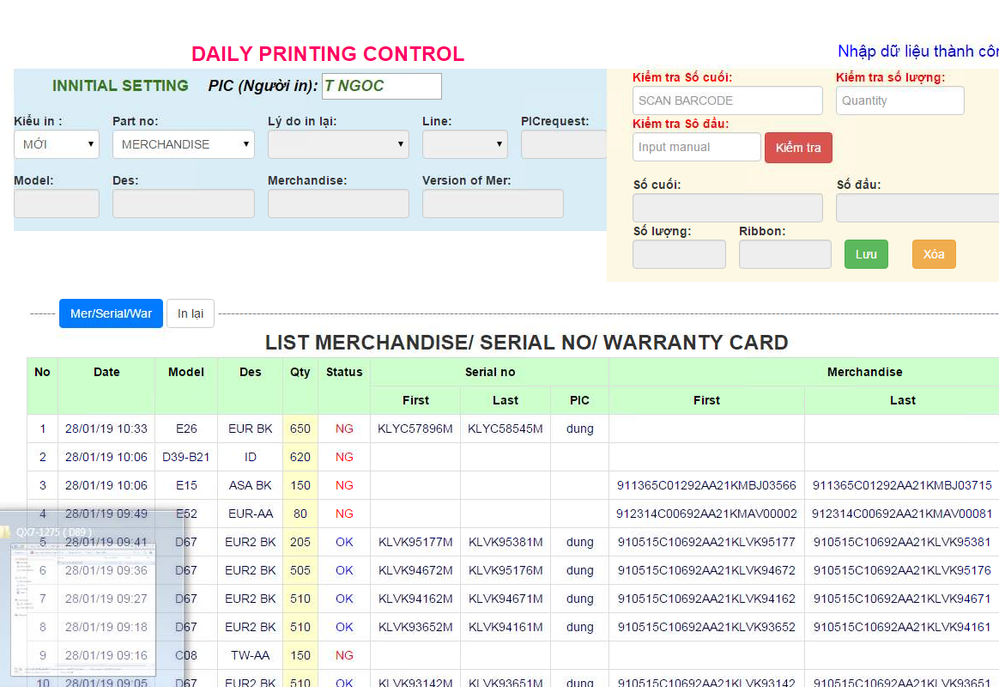 DAILY PRINTING CONTROL
Nhập dữ liệu thành
INNITIAL SETTING PIC (Người in): T NGOC
Kiểu in : Part no: Lý do in lại: Line: PICrequest:
MỚI MERCHANDISE
Model: Des: Merchandise: Version of Mer:
Kiểm tra Số cuối: Kiểm tra số lượng:
SCAN BARCODE Quantity
Kiểm tra Số đầu:
Input manual Kiểm tra
Số cuối: Số đầu:
Số lượng: Ribbon:
Lưu Xóa
Mer/Serial/War In lại
LIST MERCHANDISE/ SERIAL NO/ WARRANTY CARD
No Date Model Des Qty Status Serial no Merchandise
First Last PIC First Last
1 28/01/19 10:33 E26 EUR BK 650 NG KLYC57896M KLYC58545M dung
2 28/01/19 10:06 D39-B21 ID 620 NG
3 28/01/19 10:06 E15 ASA BK 150 NG 911365C01292AA21KMBJ03566 911365C01292AA21KMBJ03715
4 28/01/19 09:49 E52 EUR-AA 80 NG 912314C00692AA21KMAV00002 912314C00692AA21KMAV00081
QX7-1275 ( D89 )
5 28/01/19 09:41 D67 EUR2 BK 205 OK KLVK95177M KLVK95381M dung 910515C10692AA21KLVK95177 910515C10692AA21KLVK95381
6 28/01/19 09:36 D67 EUR2 BK 505 OK KLVK94672M KLVK95176M dung 910515C10692AA21KLVK94672 910515C10692AA21KLVK95176
7 28/01/19 09:27 D67 EUR2 BK 510 OK KLVK94162M KLVK94671M dung 910515C10692AA21KLVK94162 910515C10692AA21KLVK94671
8 28/01/19 09:18 D67 EUR2 BK 510 OK KLVK93652M KLVK94161M dung 910515C10692AA21KLVK93652 910515C10692AA21KLVK94161
9 28/01/19 09:16 C08 TW-AA 150 NG
10 28/01/19 09:05 D67 EUR2 BK 510 OK KLVK93142M KLVK93651M dung 910515C10692AA21KLVK93142 910515C10692AA21KLVK93651